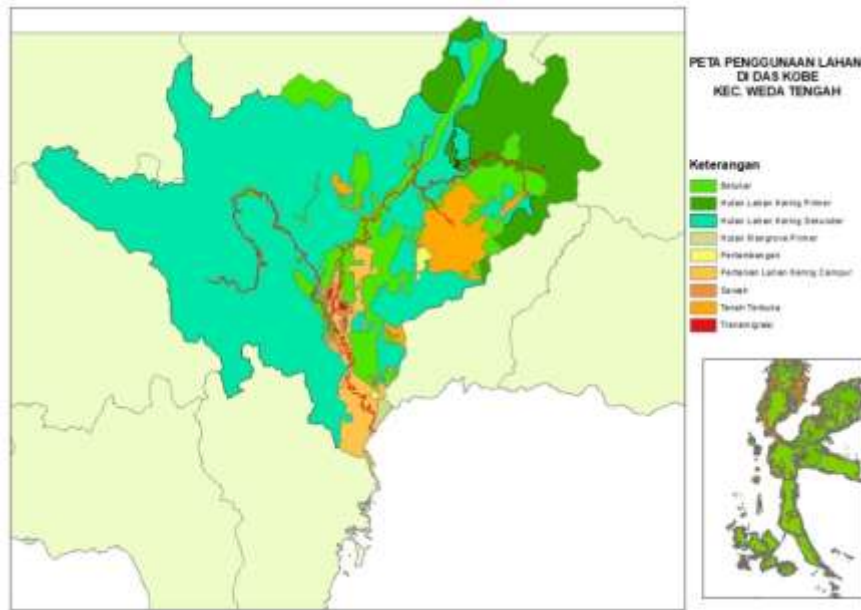 PETA PENGGUNAAN LAHAN
DI DAS KOBE
KEC. WEDA TENGAH
Keterangan
Belukar
Hutan Lahan Kering Primer
Hutan Lahan Kering Sekunder
Hutan Mangrove Primer
Pertambangan
Pertanian Lahan Kering Campur
Sawah
Tanah Terbuka
Transmigrasi